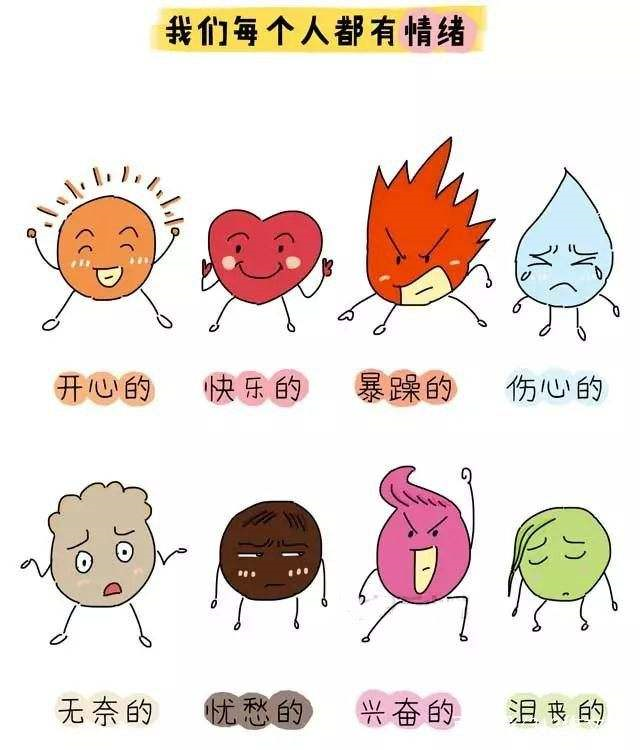 我们每个人都有情绪
开心的 快乐的 暴躁的 伤心的
无奈的 忧愁的 兴奋的 沮丧的